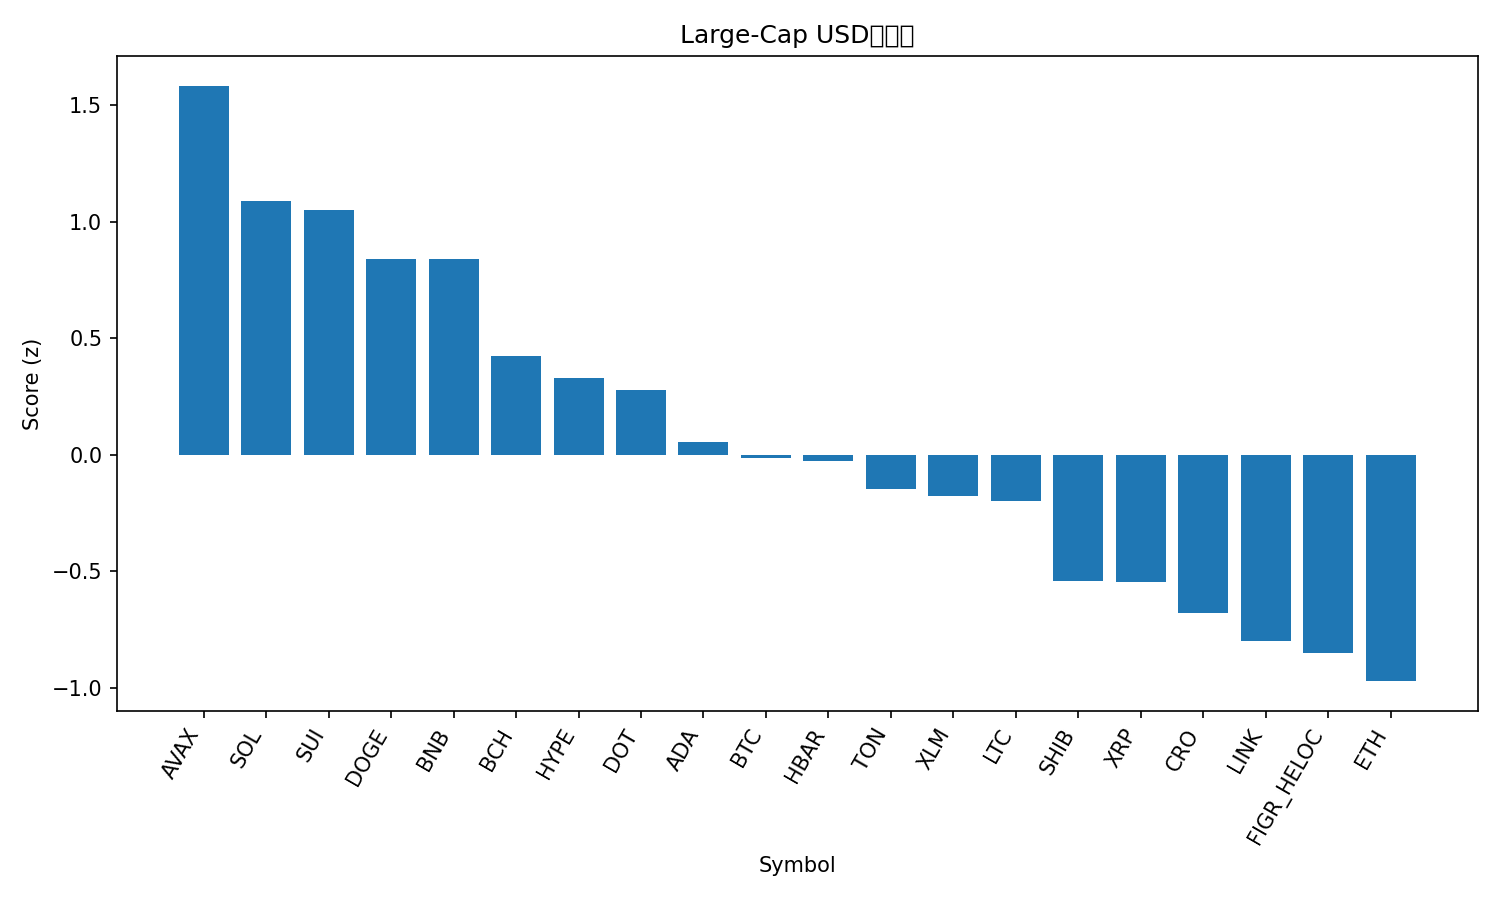 Large-Cap USD
Score (z)
1.5
1.0
0.5
0.0
−0.5
−1.0
AVAX
SOL
SUI
DOGE
BNB
BCH
HYPE
DOT
ADA
BTC
HBAR
TON
XLM
LTC
SHIB
XRP
CRO
LINK
FIGR_HELOC
ETH
Symbol